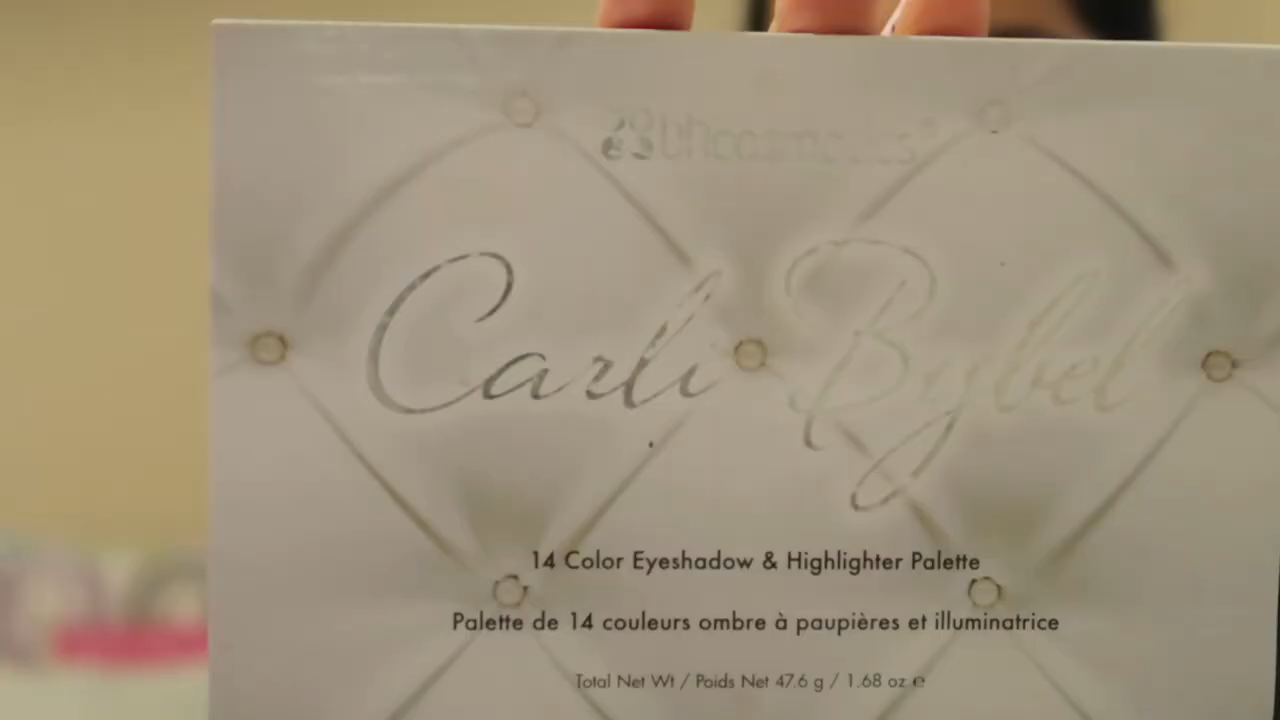 bhcosmetics®
Carli Bybel
14 Color Eyeshadow & Highlighter Palette
Palette de 14 couleurs ombre à paupières et illuminatrice
Total Net Wt / Poids Net 47.6 g / 1.68 oz ℮